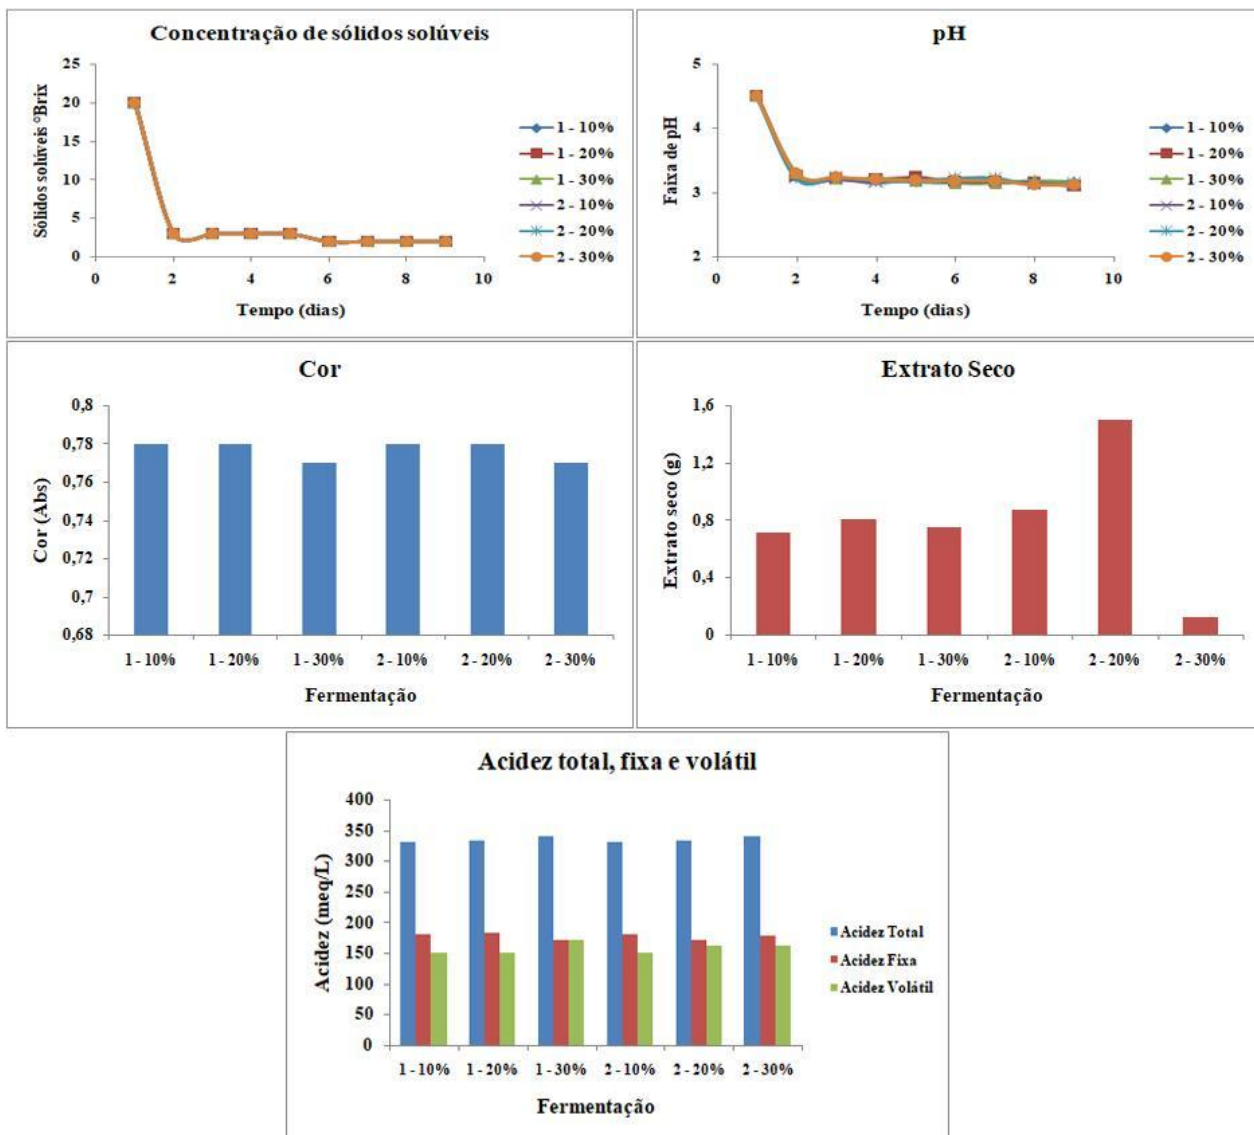 Concentração de sólidos solúveis
25
20
15
10
5
0
0 2 4 6 8 10
Sólidos solúveis °Brix
Tempo (dias)
1 - 10%
1 - 20%
1 - 30%
2 - 10%
2 - 20%
2 - 30%
pH
5
4
3
2
0 2 4 6 8 10
Faixa de pH
Tempo (dias)
1 - 10%
1 - 20%
1 - 30%
2 - 10%
2 - 20%
2 - 30%
Cor
0,8
0,78
0,76
0,74
0,72
0,7
0,68
Cor (Abs)
1 - 10% 1 - 20% 1 - 30% 2 - 10% 2 - 20% 2 - 30%
Fermentação
Extrato Seco
1,6
1,2
0,8
0,4
0
Extrato seco (g)
1 - 10% 1 - 20% 1 - 30% 2 - 10% 2 - 20% 2 - 30%
Fermentação
Acidez total, fixa e volátil
400
350
300
250
200
150
100
50
0
Acidez (meq/L)
1 - 10% 1 - 20% 1 - 30% 2 - 10% 2 - 20% 2 - 30%
Fermentação
Acidez Total
Acidez Fixa
Acidez Volátil